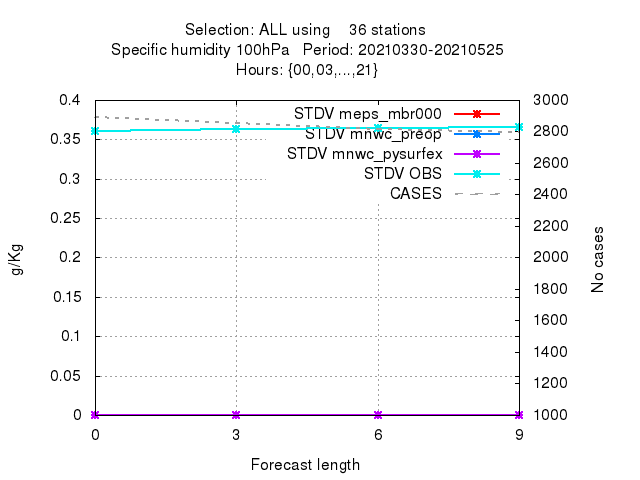 Selection: ALL using 36 stations
Specific humidity 100hPa Period: 20210330-20210525
Hours: {00,03,...,21}
STDV meps_mbr000
STDV mnwc_preop
STDV mnwc_pysurfex
STDV OBS
CASES
0.4
0.35
0.3
0.25
0.2
0.15
0.1
0.05
0
g/Kg
3000
2800
2600
2400
2200
2000
1800
1600
1400
1200
1000
No cases
0 3 6 9
Forecast length